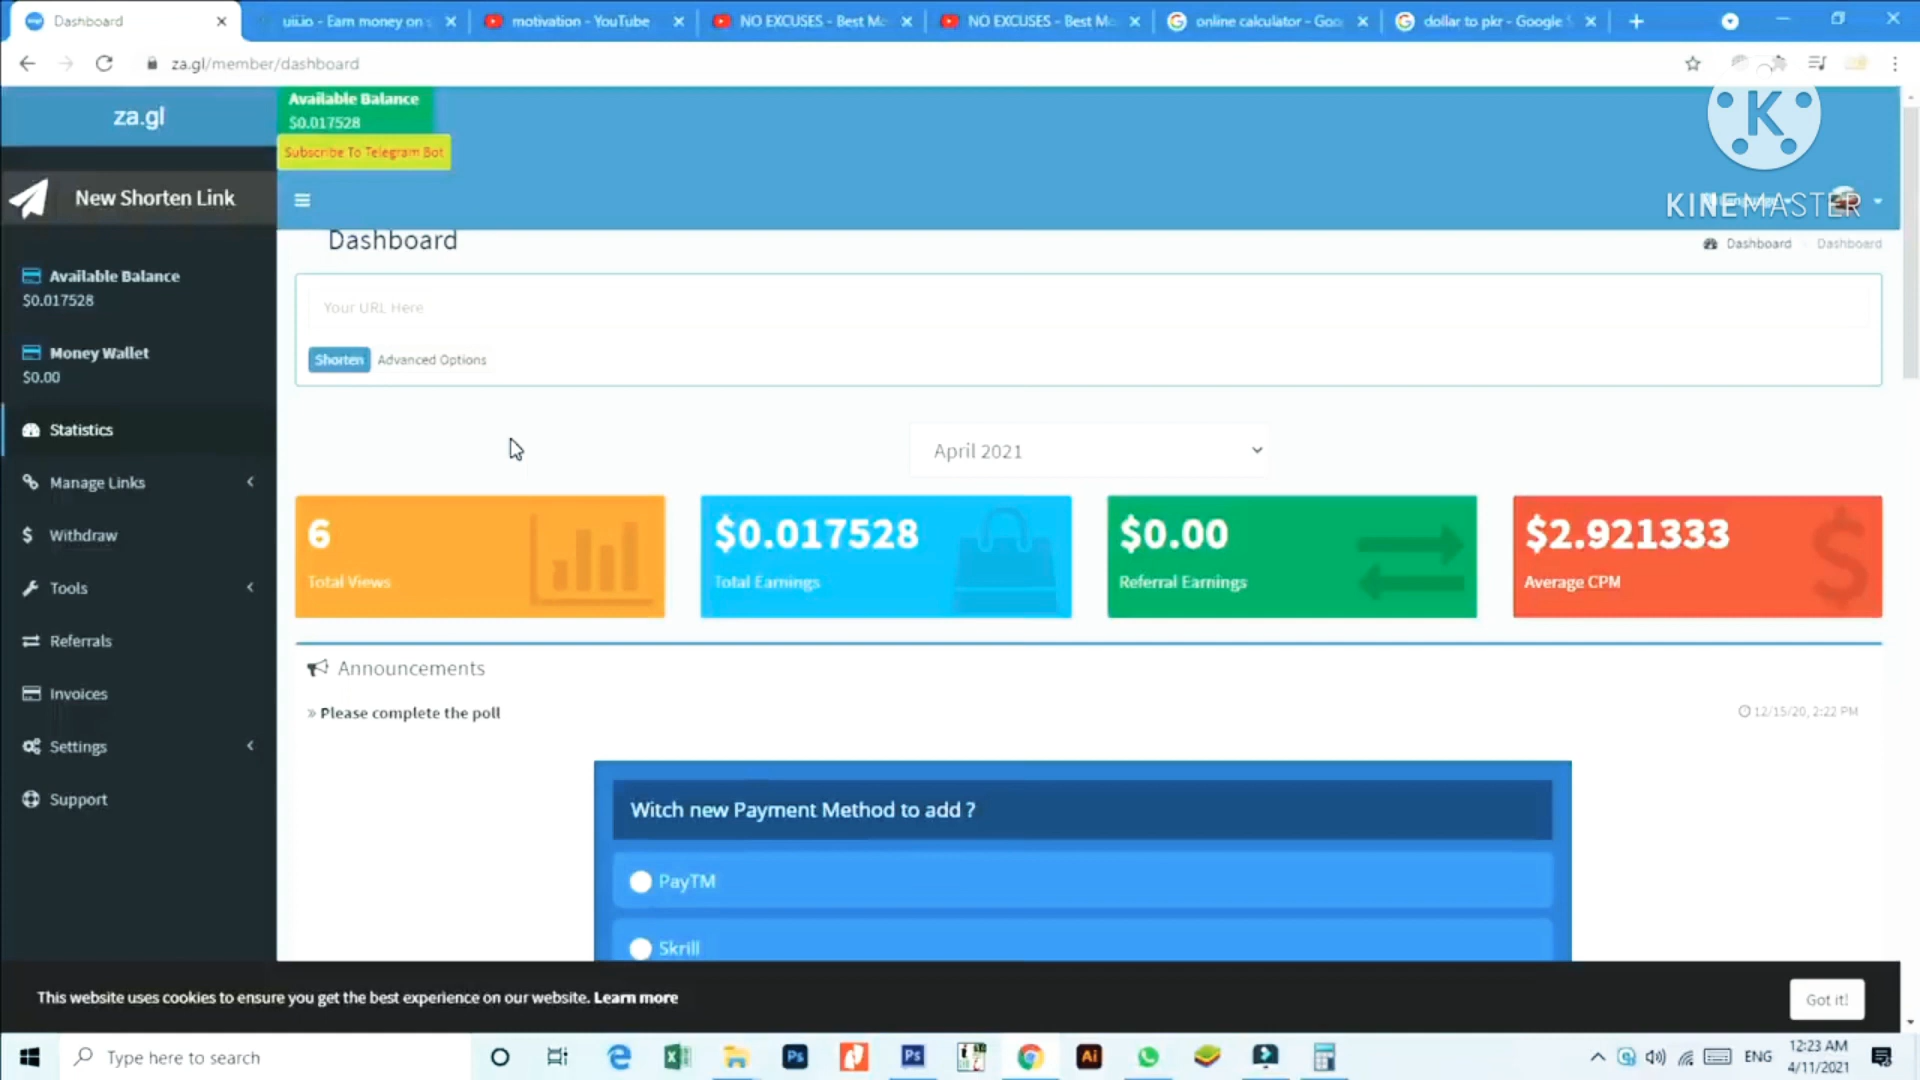 Dashboard
uii.io - Earn money on s
motivation - YouTube
NO EXCUSES - Best Mo
NO EXCUSES - Best Mo
online calculator - Goo
dollar to pkr - Google S
za.gl/member/dashboard
za.gl
Available Balance
$0.017528
Subscribe To Telegram Bot
New Shorten Link
K
KINEMASTER
Dashboard
Dashboard
Dashboard
Available Balance
$0.017528
Money Wallet
$0.00
Statistics
Manage Links
Withdraw
Tools
Referrals
Invoices
Settings
Support
Your URL Here
Shorten
Advanced Options
April 2021
6
Total Views
$0.017528
Total Earnings
$0.00
Referral Earnings
$2.921333
Average CPM
Announcements
» Please complete the poll
12/15/20, 2:22 PM
Witch new Payment Method to add ?
PayTM
Skrill
This website uses cookies to ensure you get the best experience on our website. Learn more
Got it!
Type here to search
Ps
Ps
Ai
ENG
12:23 AM
4/11/2021